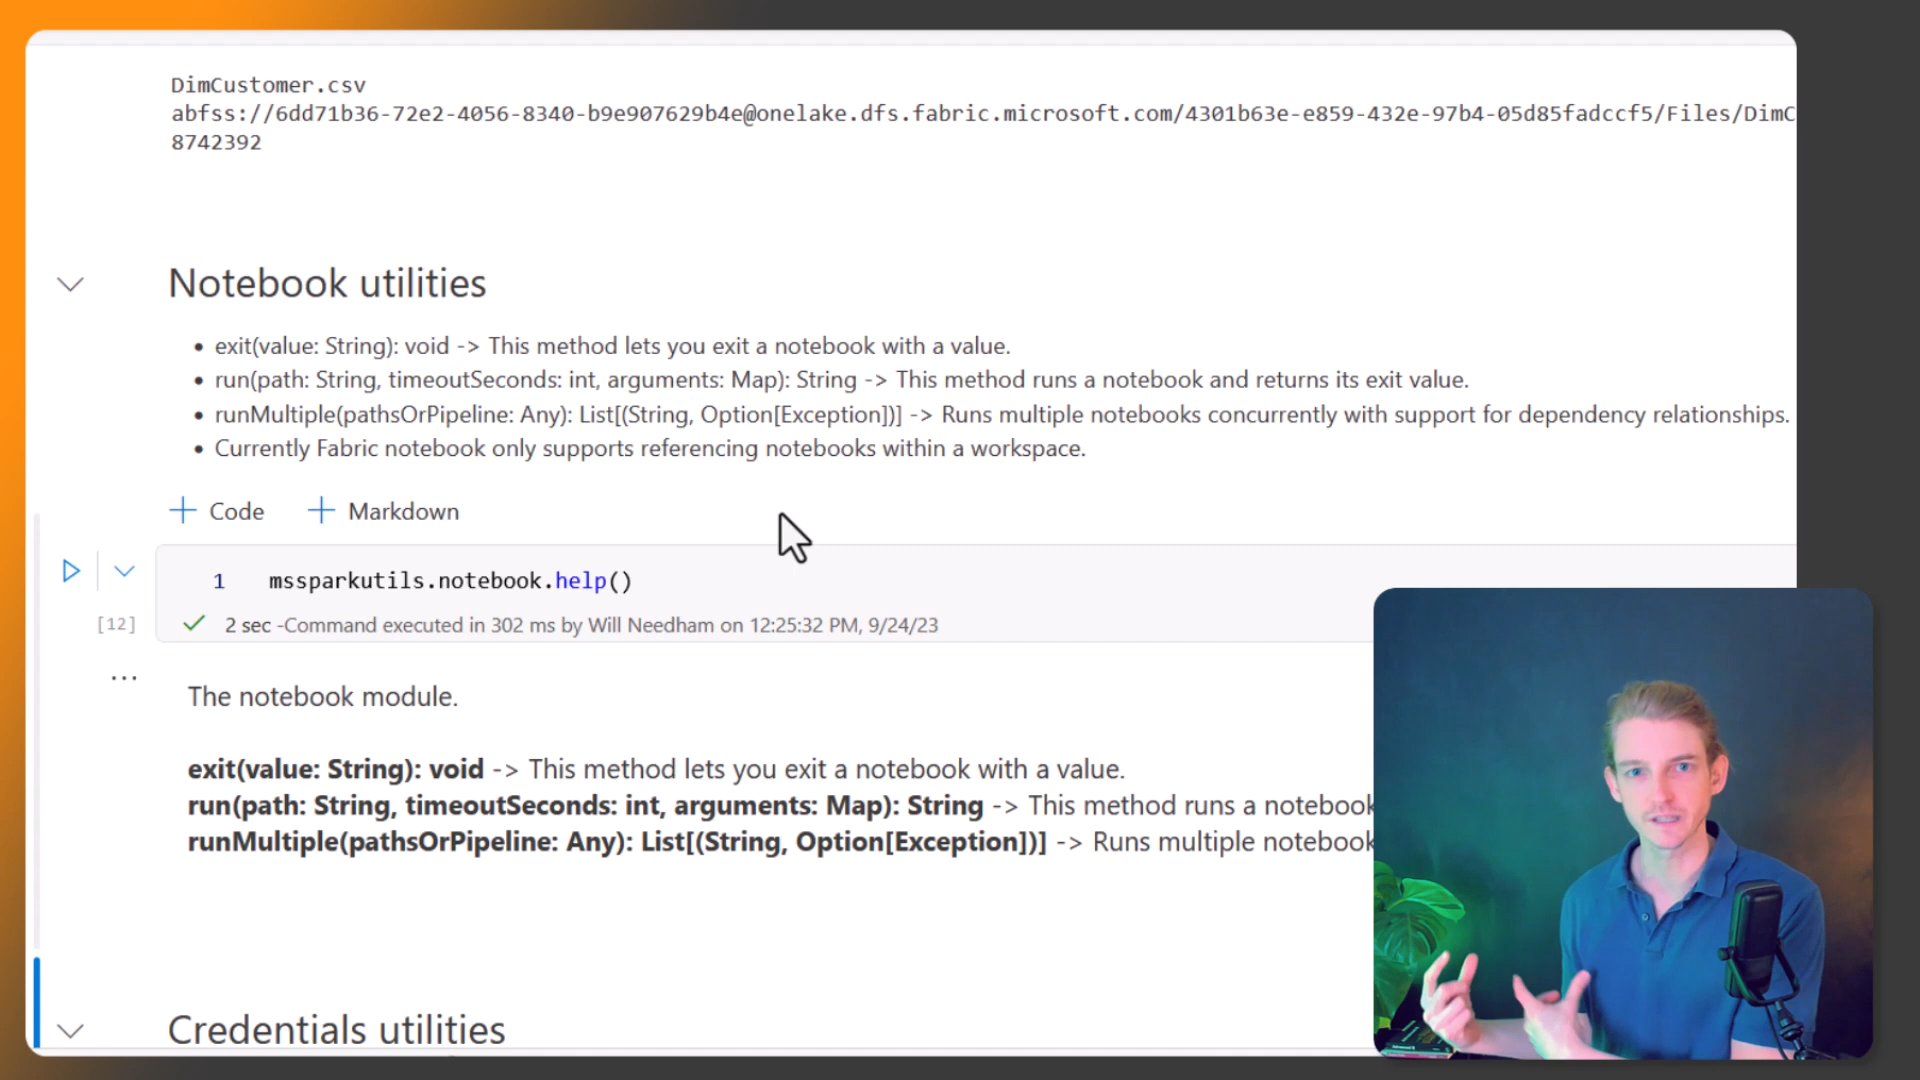 DimCustomer.csv
abfss://6dd71b36-72e2-4056-8340-b9e907629b4e@onelake.dfs.fabric.microsoft.com/4301b63e-e859-432e-97b4-05d85fadccf5/Files/DimC
8742392
Notebook utilities
• exit(value: String): void -> This method lets you exit a notebook with a value.
• run(path: String, timeoutSeconds: int, arguments: Map): String -> This method runs a notebook and returns its exit value.
• runMultiple(pathsOrPipeline: Any): List[(String, Option[Exception])] -> Runs multiple notebooks concurrently with support for dependency relationships.
• Currently Fabric notebook only supports referencing notebooks within a workspace.
+ Code + Markdown
1 mssparkutils.notebook.help()
[12] 2 sec -Command executed in 302 ms by Will Needham on 12:25:32 PM, 9/24/23
...
The notebook module.
exit(value: String): void -> This method lets you exit a notebook with a value.
run(path: String, timeoutSeconds: int, arguments: Map): String -> This method runs a notebook
runMultiple(pathsOrPipeline: Any): List[(String, Option[Exception])] -> Runs multiple notebook
Credentials utilities